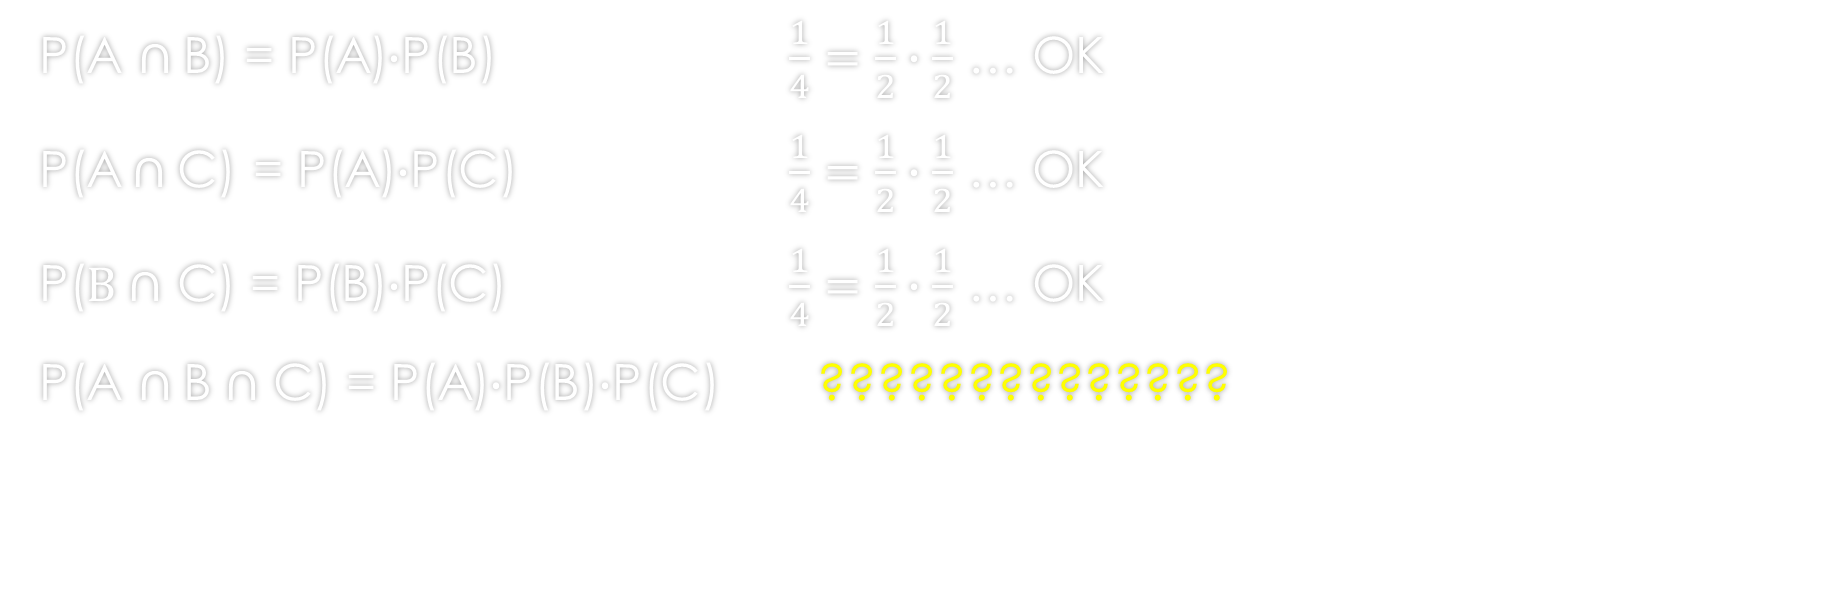 P(A ∩ B) = P(A)·P(B) 1/4 = 1/2 · 1/2 ... OK
P(A ∩ C) = P(A)·P(C) 1/4 = 1/2 · 1/2 ... OK
P(B ∩ C) = P(B)·P(C) 1/4 = 1/2 · 1/2 ... OK
P(A ∩ B ∩ C) = P(A)·P(B)·P(C) ??????????????